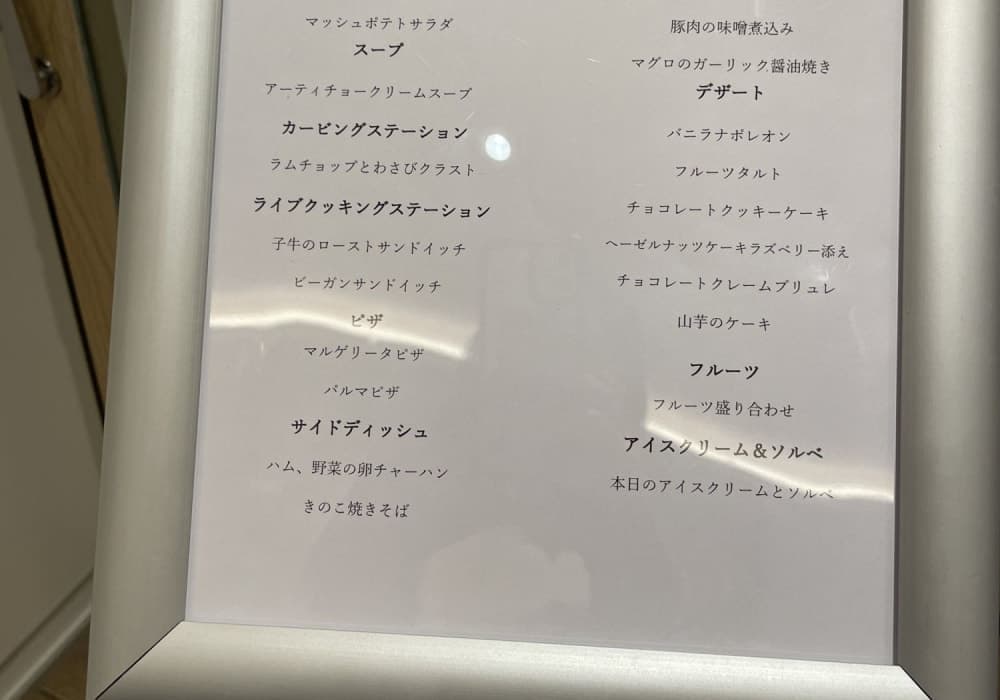 マッシュポテトサラダ
スープ
アーティチョークリームスープ
カービングステーション
ラムチョップとわさびクラスト
ライブクッキングステーション
子牛のローストサンドイッチ
ビーガンサンドイッチ
ピザ
マルゲリータピザ
パルマピザ
サイドディッシュ
ハム、野菜の卵チャーハン
きのこ焼きそば
豚肉の味噌煮込み
マグロのガーリック醤油焼き
デザート
バニラナポレオン
フルーツタルト
チョコレートクッキーケーキ
ヘーゼルナッツケーキラズベリー添え
チョコレートクレームブリュレ
山芋のケーキ
フルーツ
フルーツ盛り合わせ
アイスクリーム＆ソルベ
本日のアイスクリームとソルベ